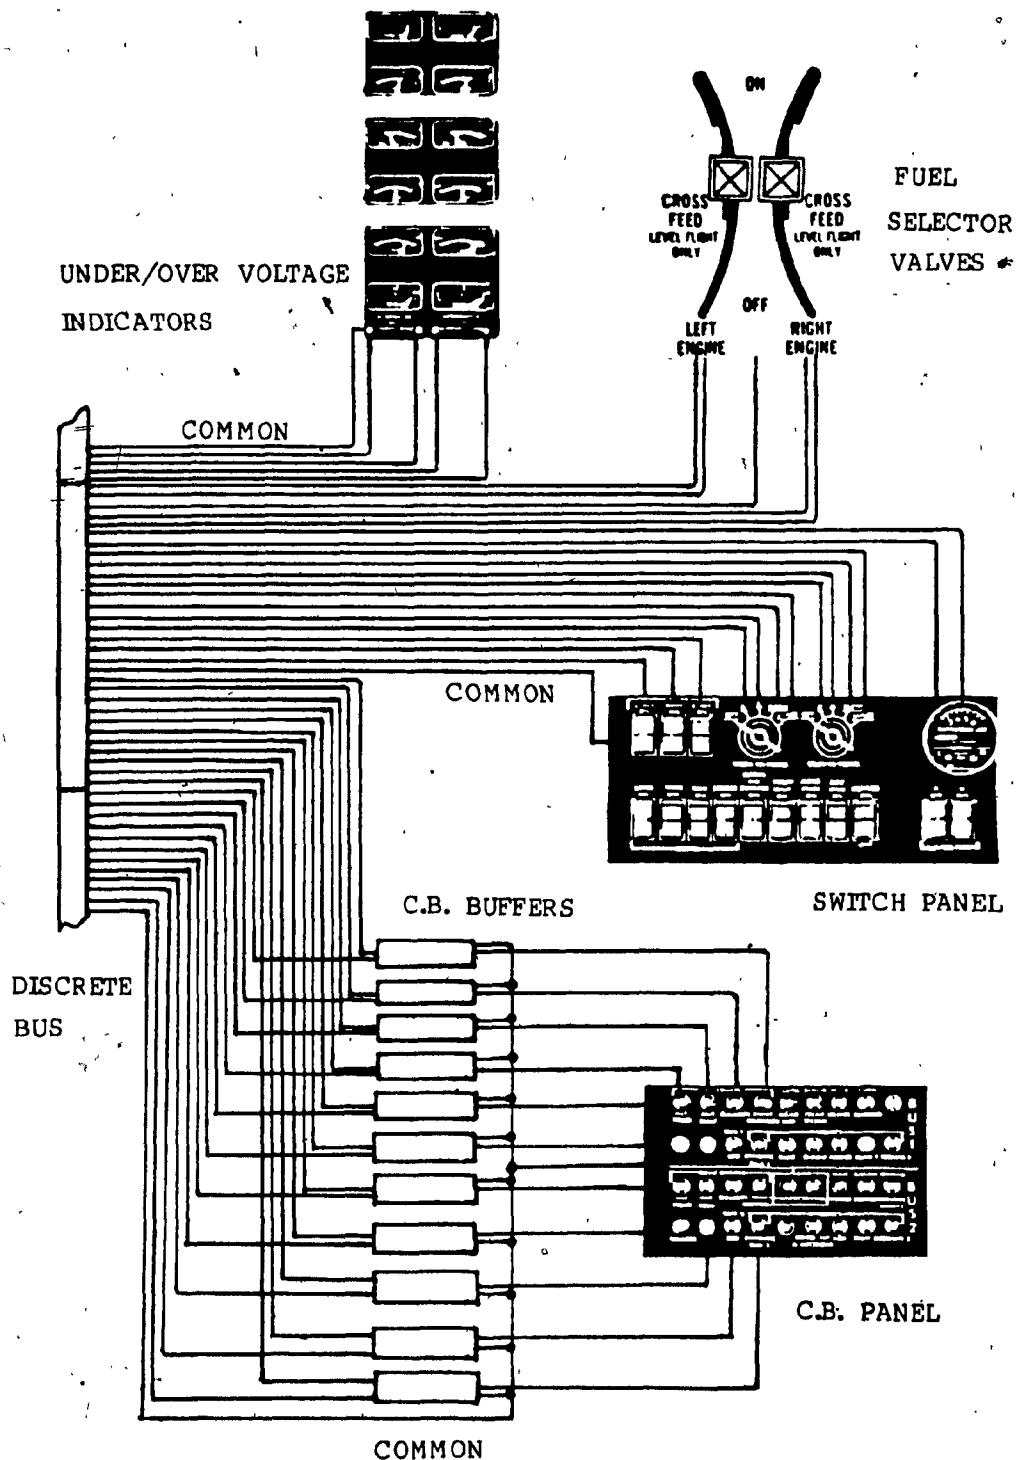 ON
CROSS
FEED
LEVEL FLIGHT
ONLY
CROSS
FEED
LEVEL FLIGHT
ONLY
FUEL
SELECTOR
VALVES *
UNDER/OVER VOLTAGE
INDICATORS
OFF
LEFT
ENGINE
RIGHT
ENGINE
COMMON
COMMON
SWITCH PANEL
C.B. BUFFERS
DISCRETE
BUS
C.B. PANEL
COMMON